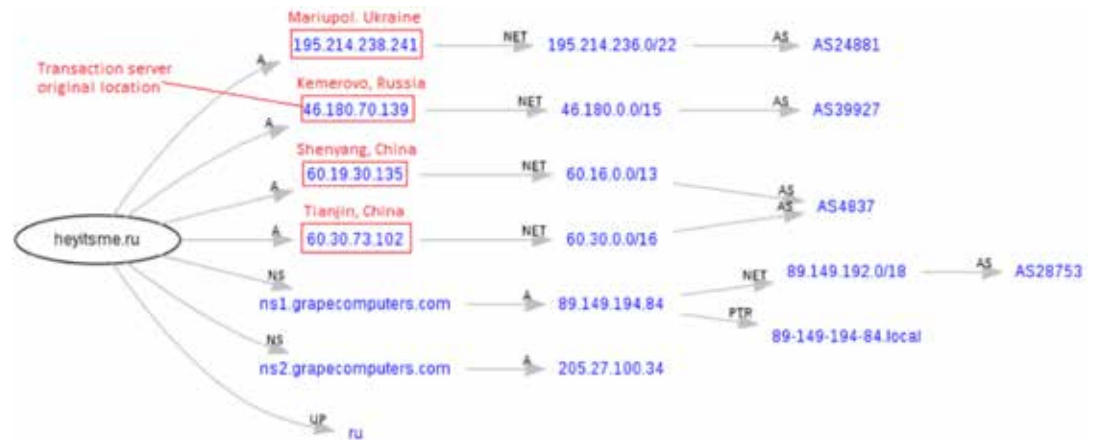 Mariupol. Ukraine
195.214.238.241
NET
195.214.236.0/22
AS
AS24881
A
Transaction server
original location
Kemerovo, Russia
46.180.70.139
NET
46.180.0.0/15
AS
AS39927
A
Shenyang, China
60.19.30.135
NET
60.16.0.0/13
AS
A
Tianjin, China
60.30.73.102
NET
60.30.0.0/16
AS
AS4837
A
heyitsme.ru
NS
ns1.grapecomputers.com
A
89.149.194.84
NET
89.149.192.0/18
AS
AS28753
PTR
89-149-194-84.local
NS
ns2.grapecomputers.com
A
205.27.100.34
UP
ru